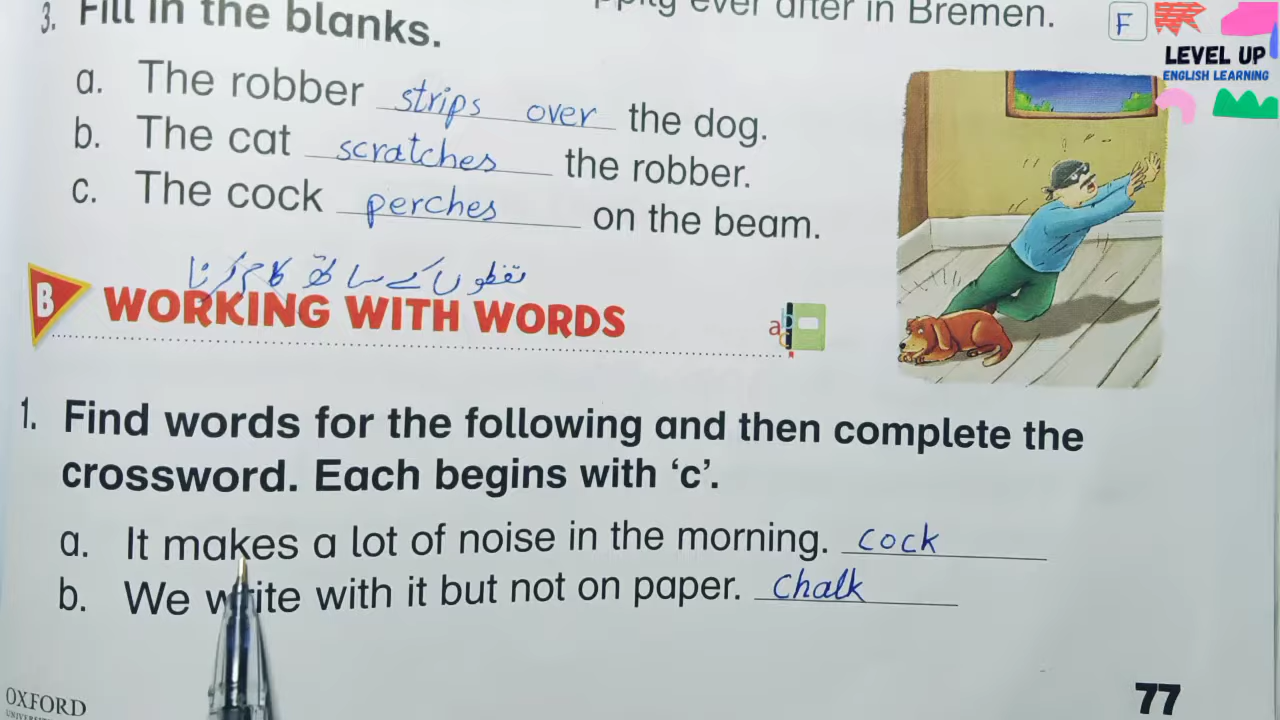 ever after in Bremen. F
LEVEL UP
ENGLISH LEARNING
3. Fill in the blanks.
a. The robber strips over the dog.
b. The cat scratches the robber.
c. The cock perches on the beam.
لفظوں کے ساتھ کام کرنا
B WORKING WITH WORDS
1. Find words for the following and then complete the
crossword. Each begins with ‘c’.
a. It makes a lot of noise in the morning. cock
b. We write with it but not on paper. Chalk
OXFORD
77